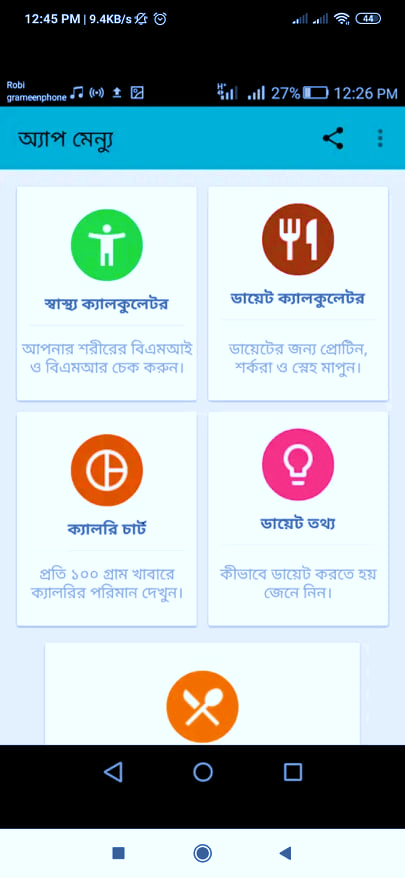 12:45 PM | 9.4KB/s
44
Robi
grameenphone
27%
12:26 PM
অ্যাপ মেন্যু
স্বাস্থ্য ক্যালকুলেটর
আপনার শরীরের বিএমআই
ও বিএমআর চেক করুন।
ডায়েট ক্যালকুলেটর
ডায়েটের জন্য প্রোটিন,
শর্করা ও স্নেহ মাপুন।
ক্যালরি চার্ট
প্রতি ১০০ গ্রাম খাবারে
ক্যালরির পরিমান দেখুন।
ডায়েট তথ্য
কীভাবে ডায়েট করতে হয়
জেনে নিন।